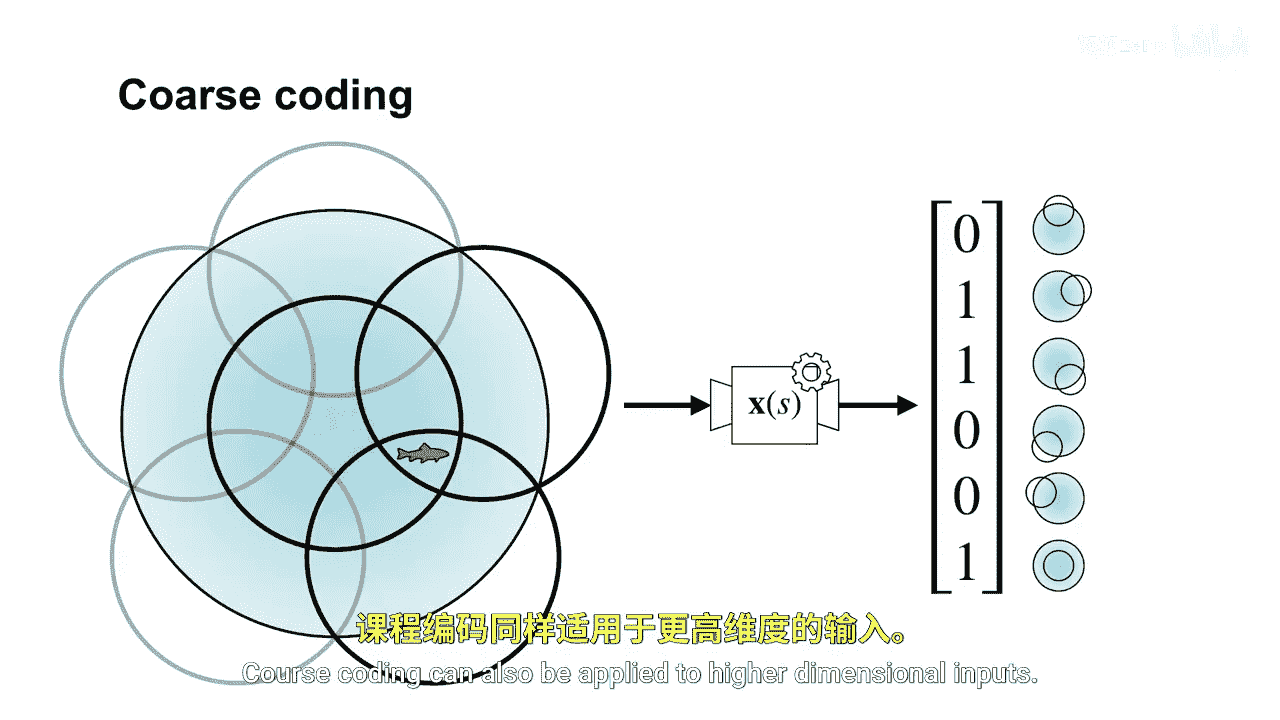 Coarse coding
x(s)
0
1
1
0
0
1
课程编码同样适用于更高维度的输入。
Course coding can also be applied to higher dimensional inputs.